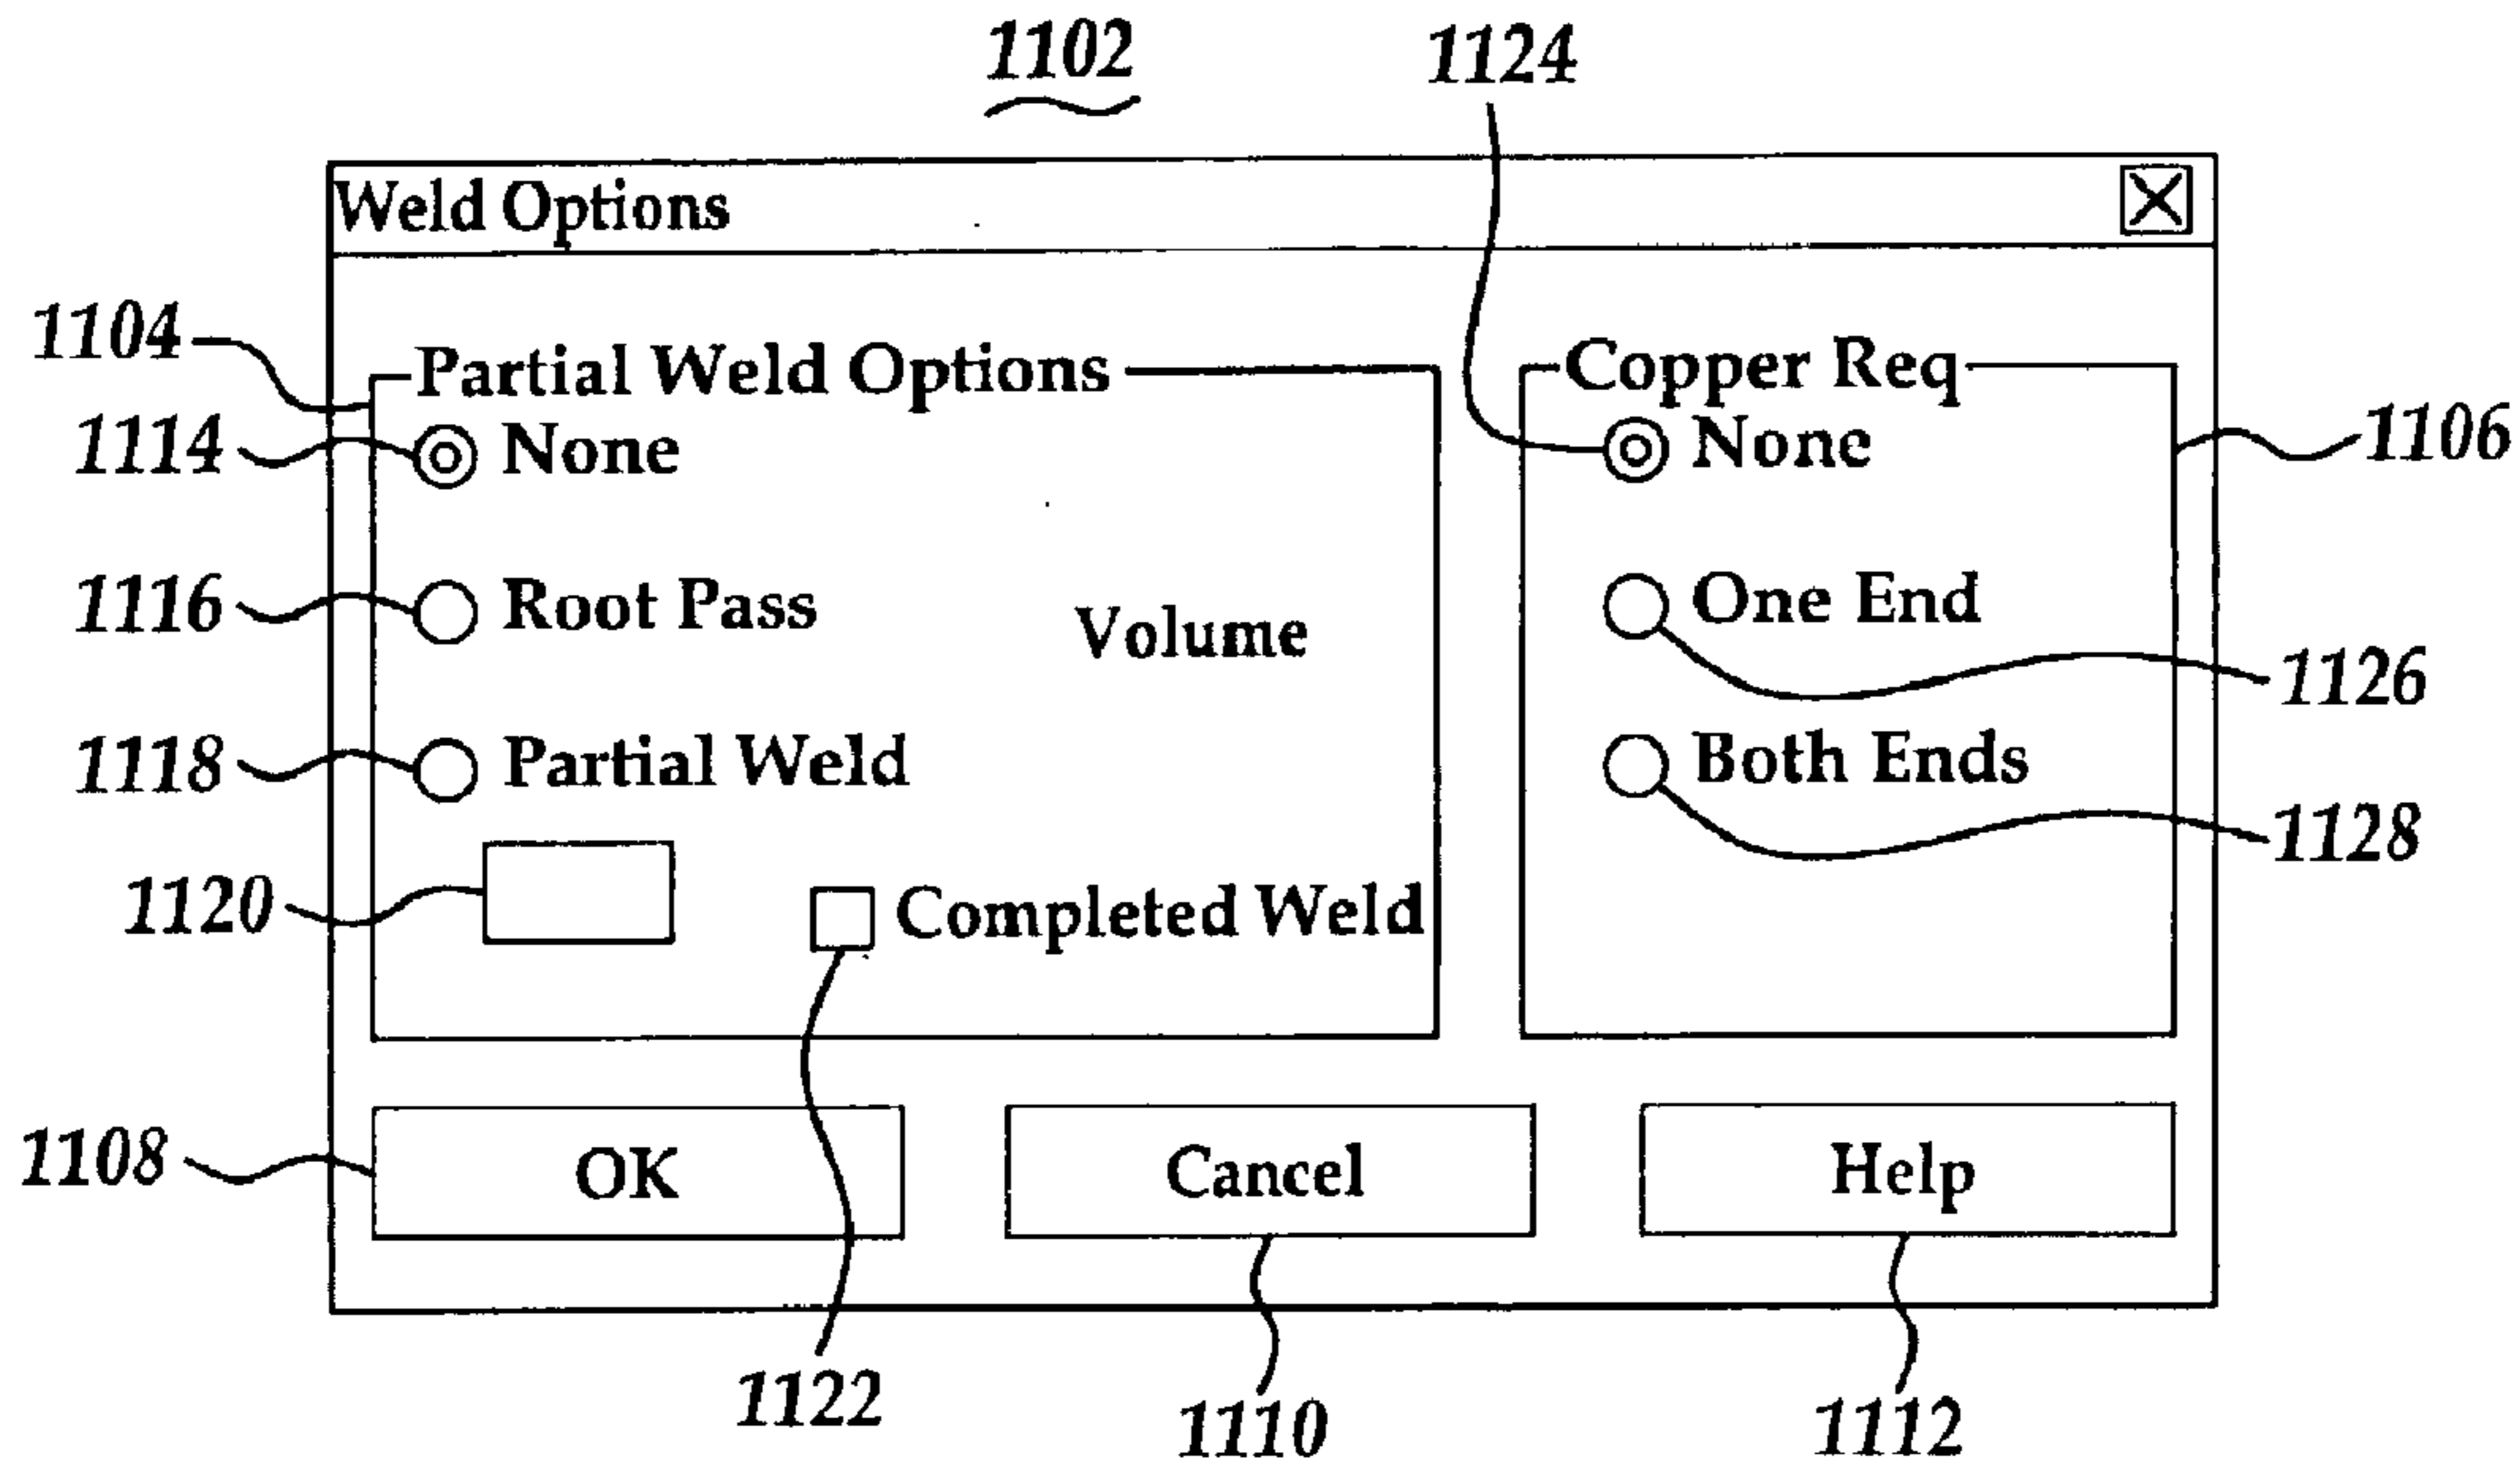 1102
1124
Weld Options
1104
Partial Weld Options
Copper Req
1114
None
None
1106
1116
Root Pass
Volume
One End
1126
1118
Partial Weld
Both Ends
1128
1120
Completed Weld
1108
OK
Cancel
Help
1122
1110
1112